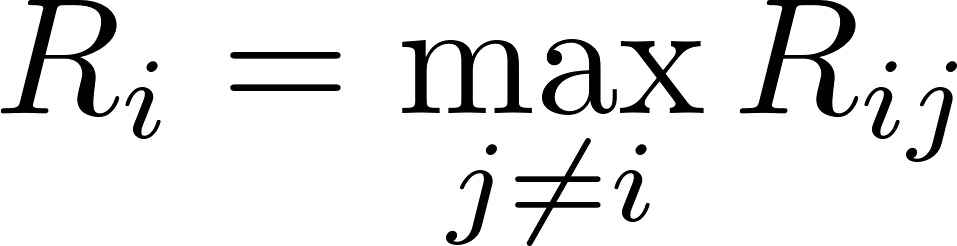 R_i = \max_{j \neq i} R_{ij}